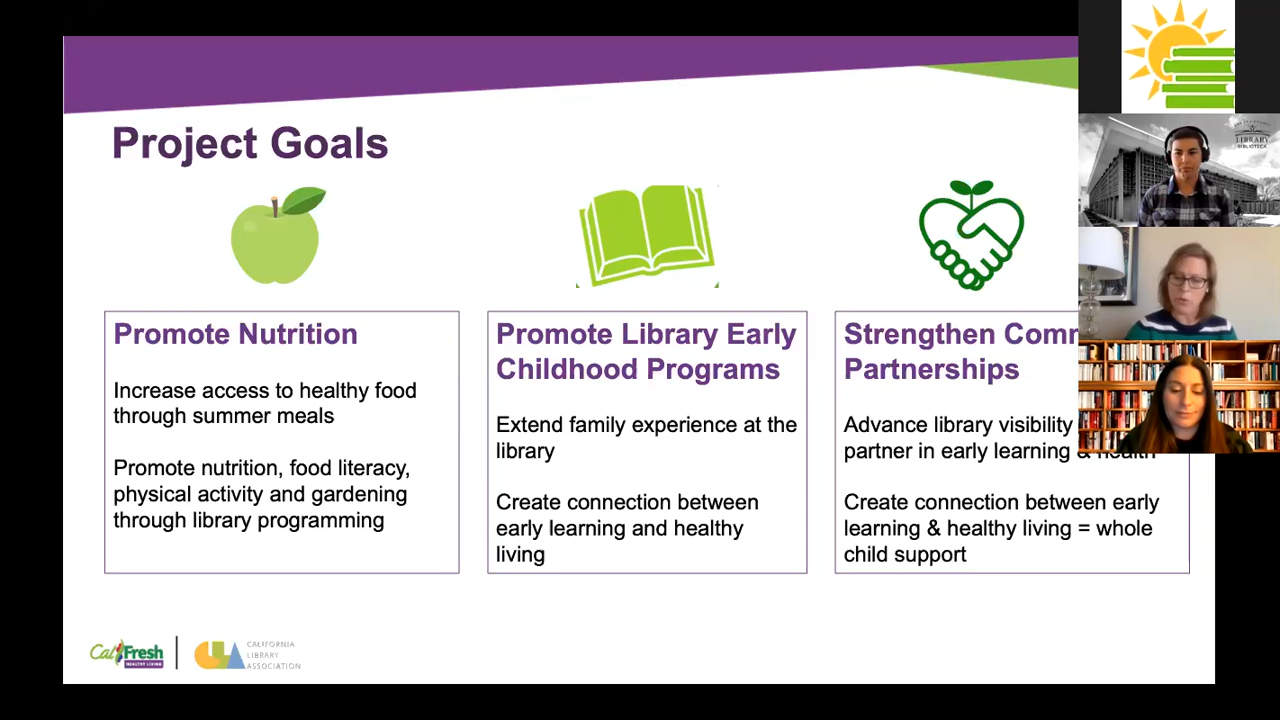 Project Goals
Promote Nutrition
Increase access to healthy food
through summer meals
Promote nutrition, food literacy,
physical activity and gardening
through library programming
Promote Library Early
Childhood Programs
Extend family experience at the
library
Create connection between
early learning and healthy
living
Strengthen
Partnerships
Advance library visibility
partner in early learning & health
Create connection between early
learning & healthy living = whole
child support
CalFresh
HEALTHY LIVING
CLA
CALIFORNIA
LIBRARY
ASSOCIATION
LIBRARY
BIBLIOTECA